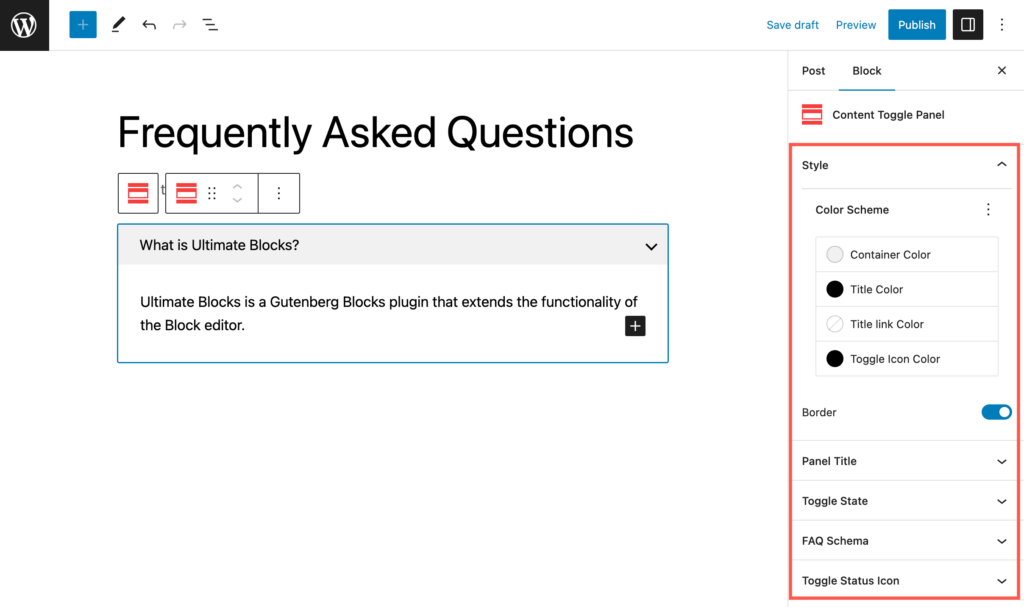 Save draft
Preview
Publish
Post
Block
Content Toggle Panel
Frequently Asked Questions
t
What is Ultimate Blocks?
Ultimate Blocks is a Gutenberg Blocks plugin that extends the functionality of
the Block editor.
Style
Color Scheme
Container Color
Title Color
Title link Color
Toggle Icon Color
Border
Panel Title
Toggle State
FAQ Schema
Toggle Status Icon